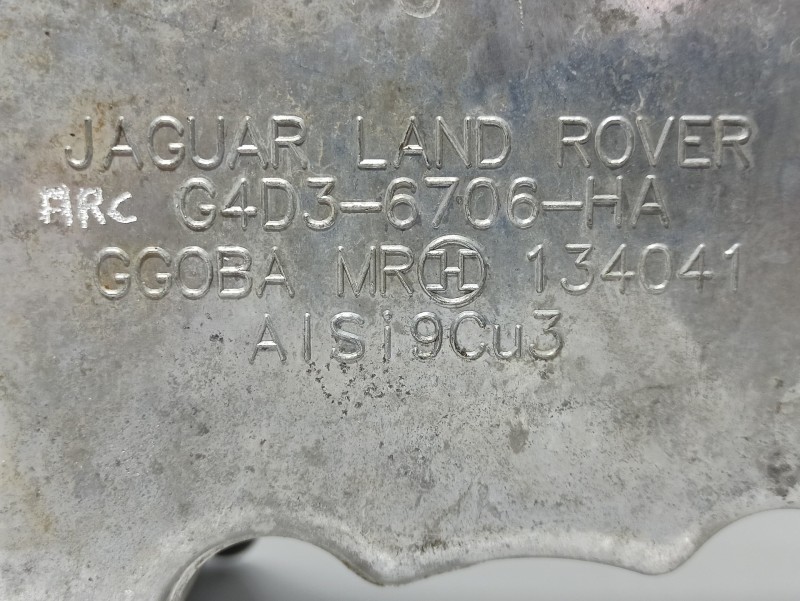 JAGUAR LAND ROVER
ARC G4D3-6706-HA
GGOBA MR H 134041
AlSi9Cu3